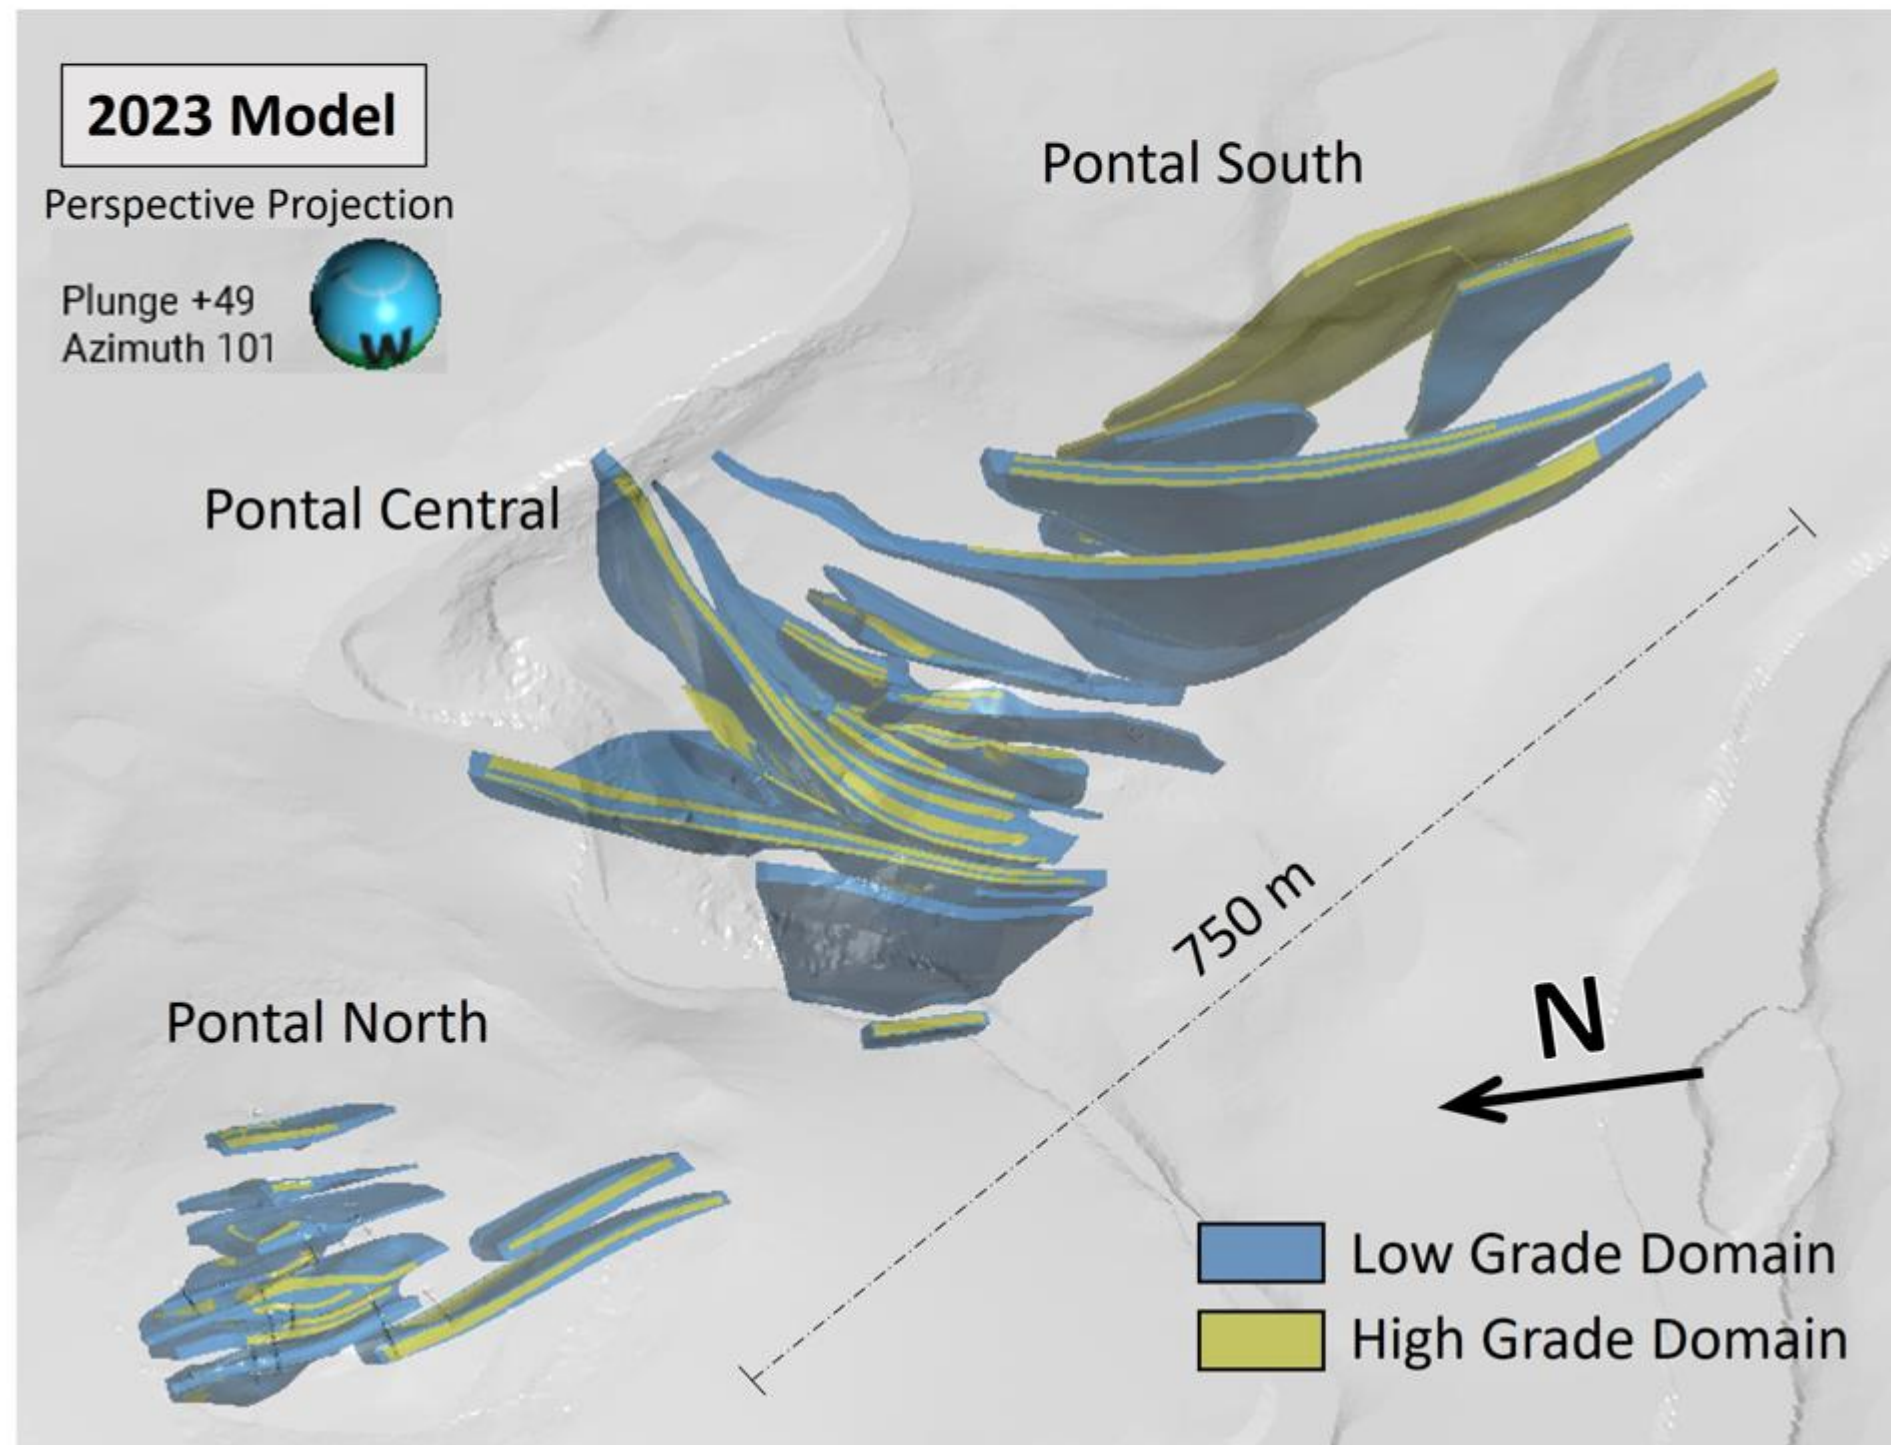 2023 Model
Perspective Projection
Plunge +49
Azimuth 101
W
Pontal South
Pontal Central
Pontal North
750 m
N
Low Grade Domain
High Grade Domain